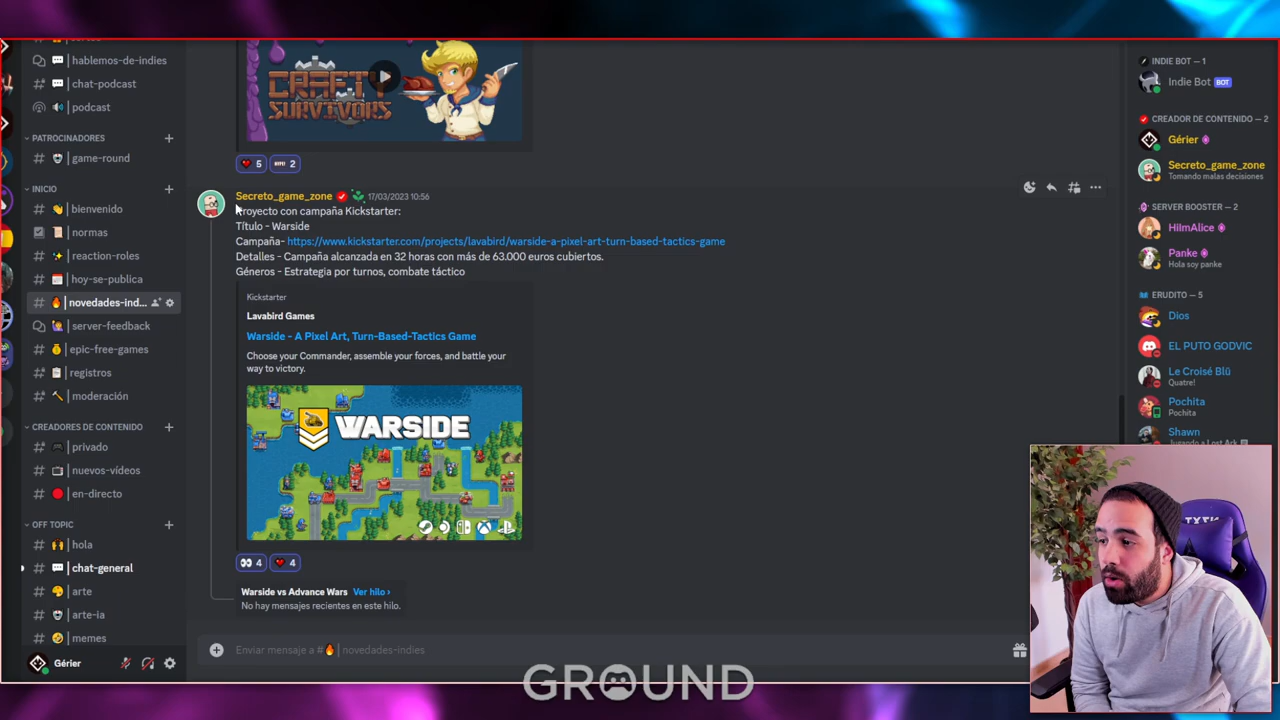 hablemos-de-indies
chat-podcast
podcast
PATROCINADORES
game-round
INICIO
bienvenido
normas
reaction-roles
hoy-se-publica
novedades-ind...
server-feedback
epic-free-games
registros
moderación
CREADORES DE CONTENIDO
privado
nuevos-vídeos
en-directo
OFF TOPIC
hola
chat-general
arte
arte-ia
memes
Gérier
CRAFTY
SURVIVORS
5
2
Secreto_game_zone 17/03/2023 10:56
Proyecto con campaña Kickstarter:
Título - Warside
Campaña- https://www.kickstarter.com/projects/lavabird/warside-a-pixel-art-turn-based-tactics-game
Detalles - Campaña alcanzada en 32 horas con más de 63.000 euros cubiertos.
Géneros - Estrategia por turnos, combate táctico
Kickstarter
Lavabird Games
Warside - A Pixel Art, Turn-Based-Tactics Game
Choose your Commander, assemble your forces, and battle your
way to victory.
WARSIDE
4
4
Warside vs Advance Wars Ver hilo ›
No hay mensajes recientes en este hilo.
Enviar mensaje a # | novedades-indies
INDIE BOT — 1
Indie Bot BOT
CREADOR DE CONTENIDO — 2
Gérier
Secreto_game_zone
Tomando malas decisiones
SERVER BOOSTER — 2
HiImAlice
Panke
Hola soy panke
ERUDITO — 5
Dios
EL PUTO GODVIC
Le Croisé Blü
Quatre!
Pochita
Pochita
Shawn
Jugando a Lost Ark
GROUND